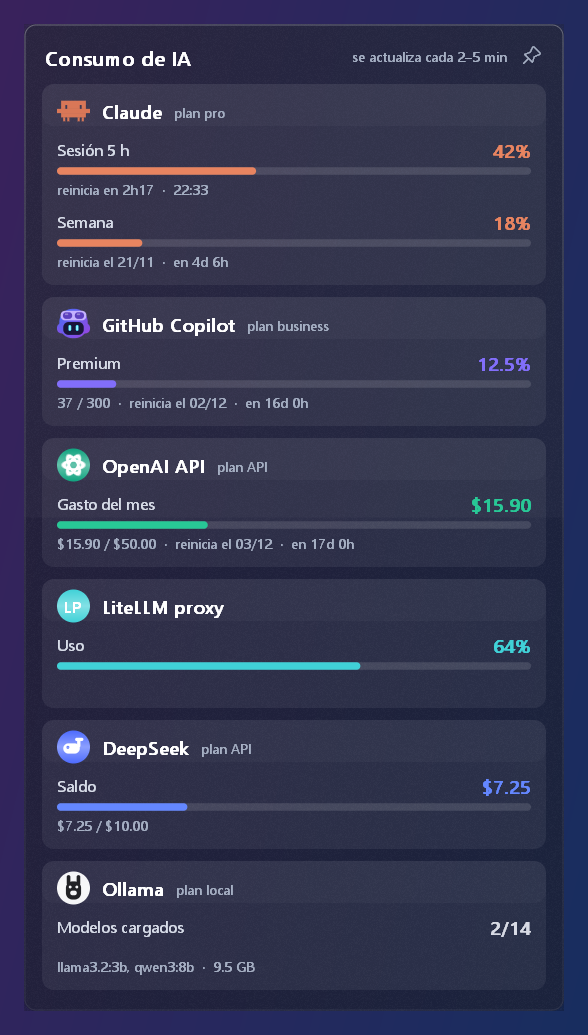 Consumo de IA se actualiza cada 2–5 min
Claude plan pro
Sesión 5 h 42%
reinicia en 2h17 · 22:33
Semana 18%
reinicia el 21/11 · en 4d 6h
GitHub Copilot plan business
Premium 12.5%
37 / 300 · reinicia el 02/12 · en 16d 0h
OpenAI API plan API
Gasto del mes $15.90
$15.90 / $50.00 · reinicia el 03/12 · en 17d 0h
LP LiteLLM proxy
Uso 64%
DeepSeek plan API
Saldo $7.25
$7.25 / $10.00
Ollama plan local
Modelos cargados 2/14
llama3.2:3b, qwen3:8b · 9.5 GB